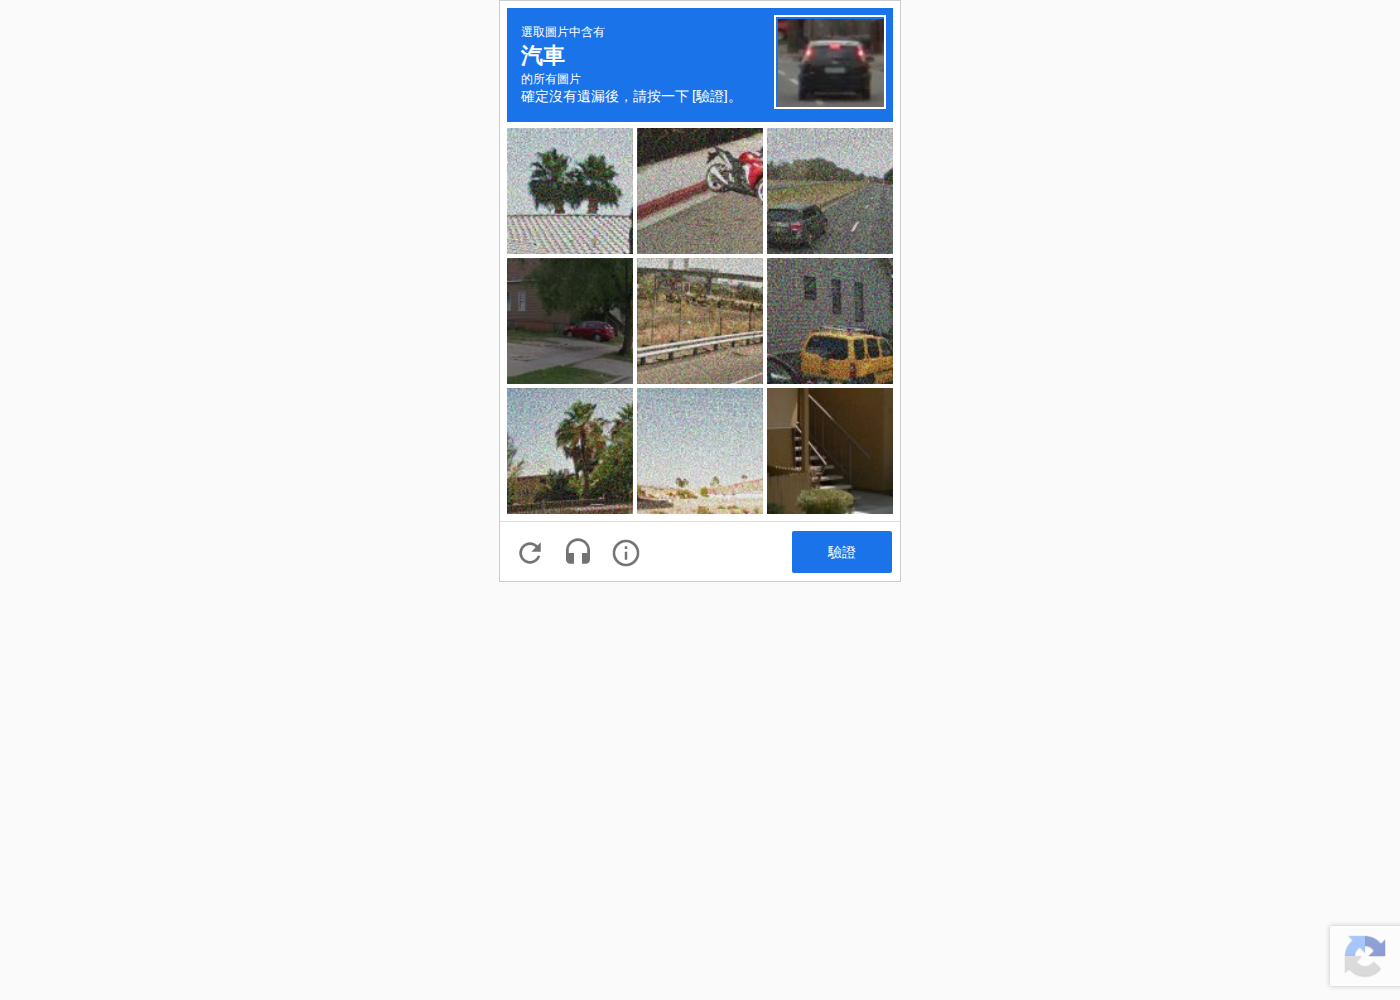 選取圖片中含有
汽車
的所有圖片
確定沒有遺漏後，請按一下 [驗證]。
驗證